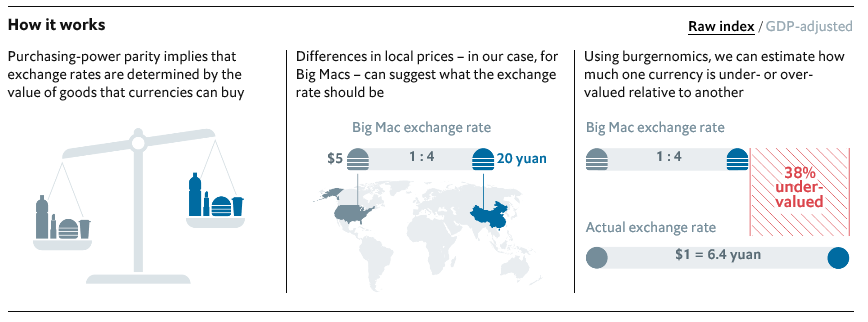 How it works
Raw index / GDP-adjusted
Purchasing-power parity implies that
exchange rates are determined by the
value of goods that currencies can buy
Differences in local prices – in our case, for
Big Macs – can suggest what the exchange
rate should be
Big Mac exchange rate
$5
1 : 4
20 yuan
Using burgernomics, we can estimate how
much one currency is under- or over-
valued relative to another
Big Mac exchange rate
1 : 4
38%
under-
valued
Actual exchange rate
$1 = 6.4 yuan